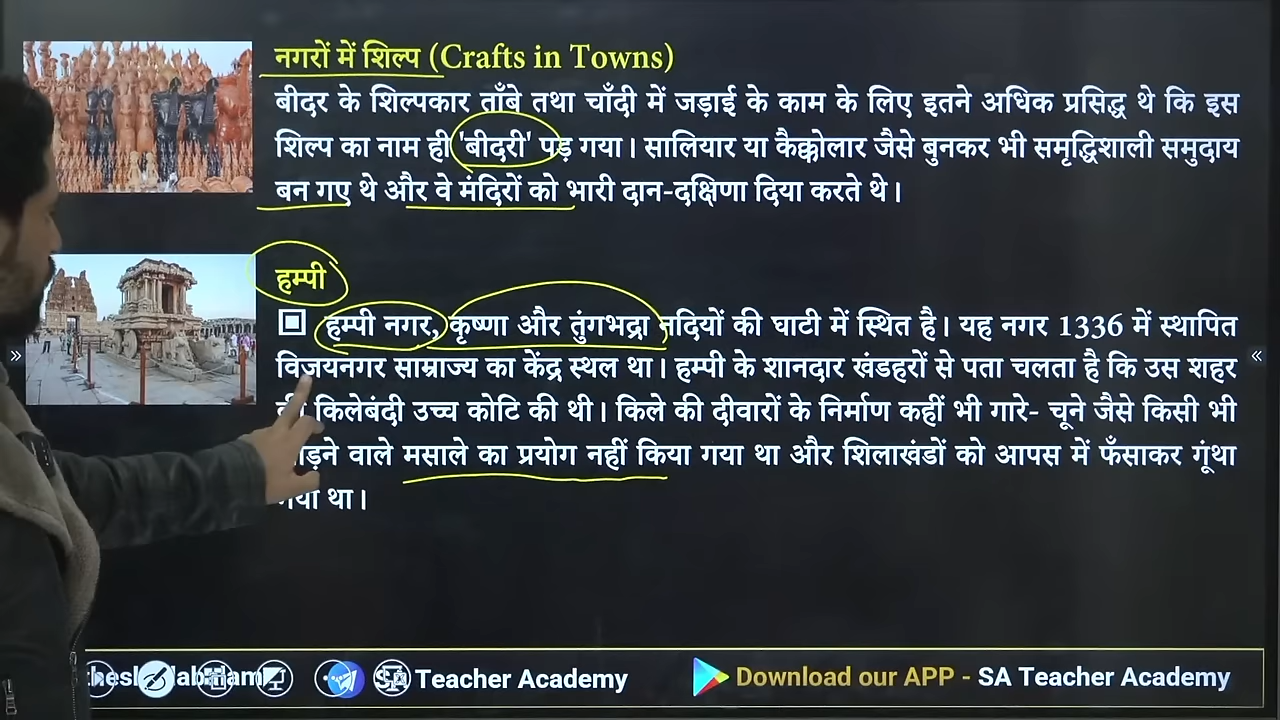 नगरों में शिल्प (Crafts in Towns)
बीदर के शिल्पकार ताँबे तथा चाँदी में जड़ाई के काम के लिए इतने अधिक प्रसिद्ध थे कि इस
शिल्प का नाम ही 'बीदरी' पड़ गया। सालियार या कैक्कोलार जैसे बुनकर भी समृद्धिशाली समुदाय
बन गए थे और वे मंदिरों को भारी दान-दक्षिणा दिया करते थे।
हम्पी
हम्पी नगर, कृष्णा और तुंगभद्रा नदियों की घाटी में स्थित है। यह नगर 1336 में स्थापित
विजयनगर साम्राज्य का केंद्र स्थल था। हम्पी के शानदार खंडहरों से पता चलता है कि उस शहर
किलेबंदी उच्च कोटि की थी। किले की दीवारों के निर्माण कहीं भी गारे- चूने जैसे किसी भी
वाले मसाले का प्रयोग नहीं किया गया था और शिलाखंडों को आपस में फँसाकर गूंथा
था।
Teacher Academy
Download our APP - SA Teacher Academy